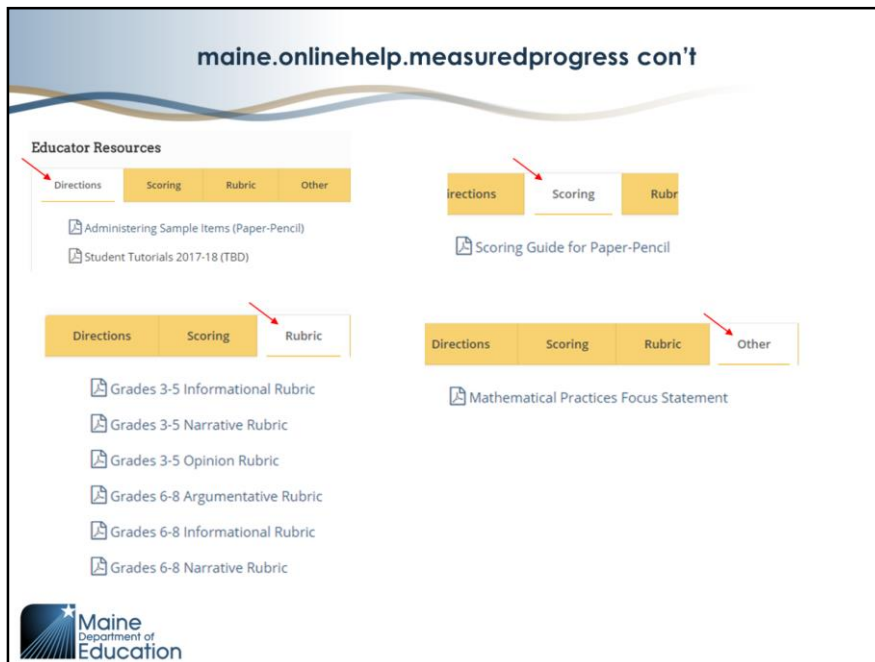 maine.onlinehelp.measuredprogress con't
Educator Resources
Directions Scoring Rubric Other
Administering Sample Items (Paper-Pencil)
Student Tutorials 2017-18 (TBD)
irections Scoring Rubr
Scoring Guide for Paper-Pencil
Directions Scoring Rubric
Grades 3-5 Informational Rubric
Grades 3-5 Narrative Rubric
Grades 3-5 Opinion Rubric
Grades 6-8 Argumentative Rubric
Grades 6-8 Informational Rubric
Grades 6-8 Narrative Rubric
Directions Scoring Rubric Other
Mathematical Practices Focus Statement
Maine
Department of
Education